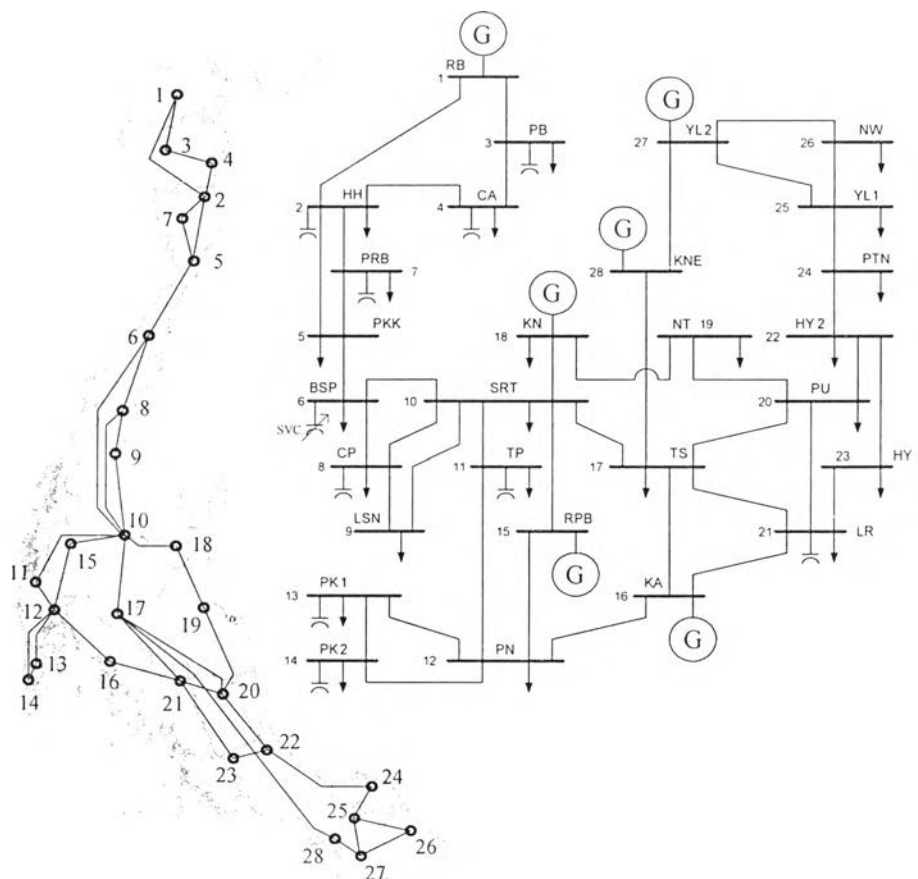 1
3
4
2
7
5
6
8
9
10
15
18
11
12
17
19
13
14
16
21
20
22
23
24
25
26
28
27
G
RB
1
PB
3
HH
CA
2
4
PRB
7
PKK
5
BSP
6
SVC
CP
8
LSN
9
SRT
10
TP
11
PK1
13
PK2
14
PN
12
G
RPB
15
G
KN
18
NT 19
TS
17
KA
16
G
G
27
YL2
NW
26
25
YL1
G
KNE
28
PTN
24
HY2
22
PU
20
23
HY
21
LR